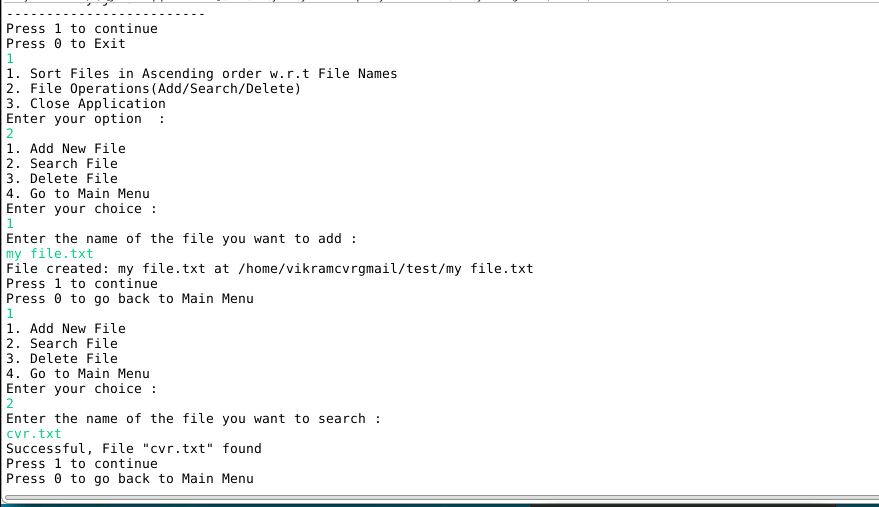 -------------------------
Press 1 to continue
Press 0 to Exit
1
1. Sort Files in Ascending order w.r.t File Names
2. File Operations(Add/Search/Delete)
3. Close Application
Enter your option  :
2
1. Add New File
2. Search File
3. Delete File
4. Go to Main Menu
Enter your choice :
1
Enter the name of the file you want to add :
my file.txt
File created: my file.txt at /home/vikramcvrgmail/test/my file.txt
Press 1 to continue
Press 0 to go back to Main Menu
1
1. Add New File
2. Search File
3. Delete File
4. Go to Main Menu
Enter your choice :
2
Enter the name of the file you want to search :
cvr.txt
Successful, File "cvr.txt" found
Press 1 to continue
Press 0 to go back to Main Menu